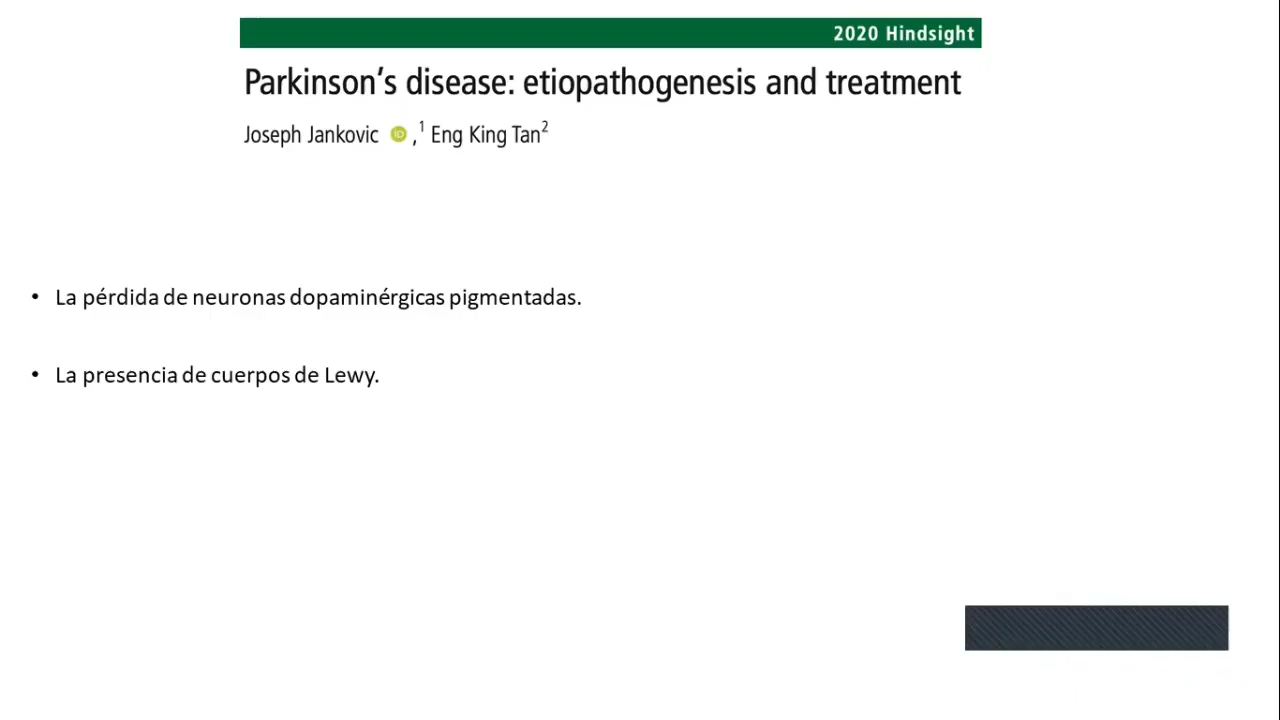 2020 Hindsight
Parkinson's disease: etiopathogenesis and treatment
Joseph Jankovic iD ,1 Eng King Tan2
• La pérdida de neuronas dopaminérgicas pigmentadas.
• La presencia de cuerpos de Lewy.